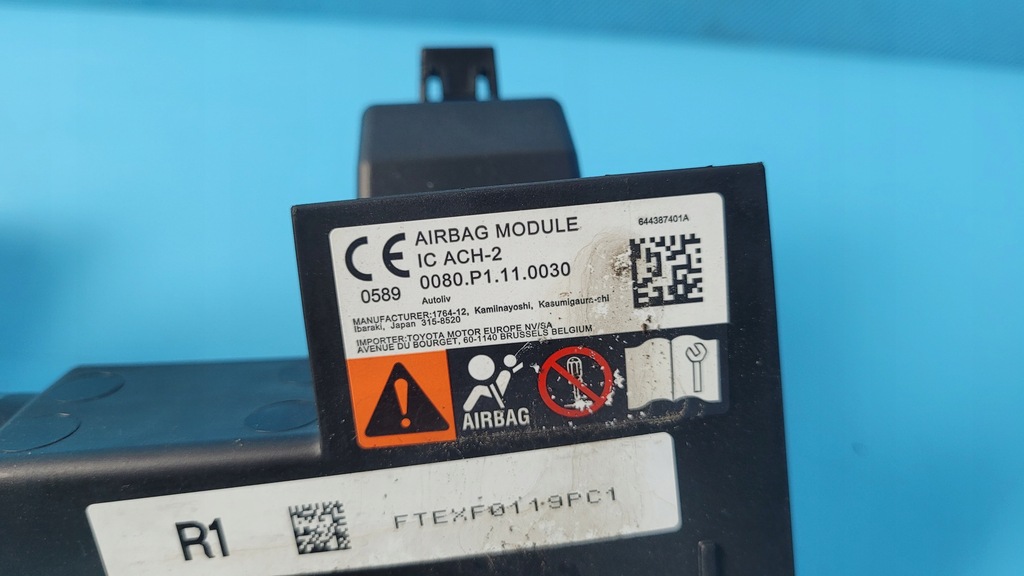 CE
0589
AIRBAG MODULE
IC ACH-2
0080.P1.11.0030
Autoliv
644387401A
MANUFACTURER:1764-12, Kamiinayoshi, Kasumigaura-shi
Ibaraki, Japan 315-8520
IMPORTER:TOYOTA MOTOR EUROPE NV/SA
AVENUE DU BOURGET, 60-1140 BRUSSELS BELGIUM
AIRBAG
R1
FTEXF0119PC1